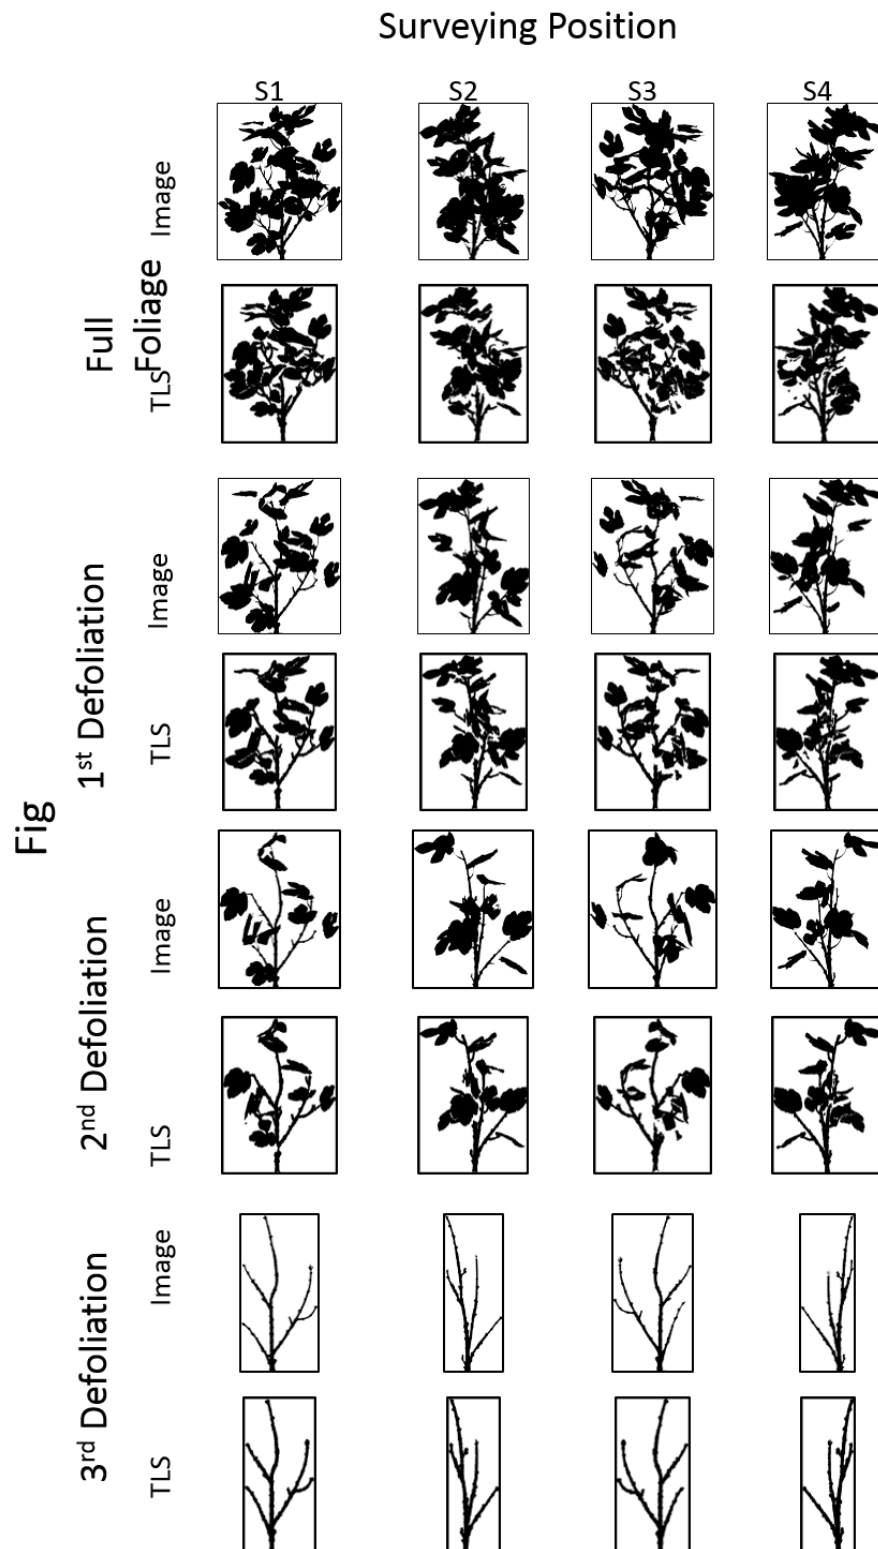 Surveying Position
S1 S2 S3 S4
Fig
Full
Foliage
Image
TLS
1st Defoliation
Image
TLS
2nd Defoliation
Image
TLS
3rd Defoliation
Image
TLS